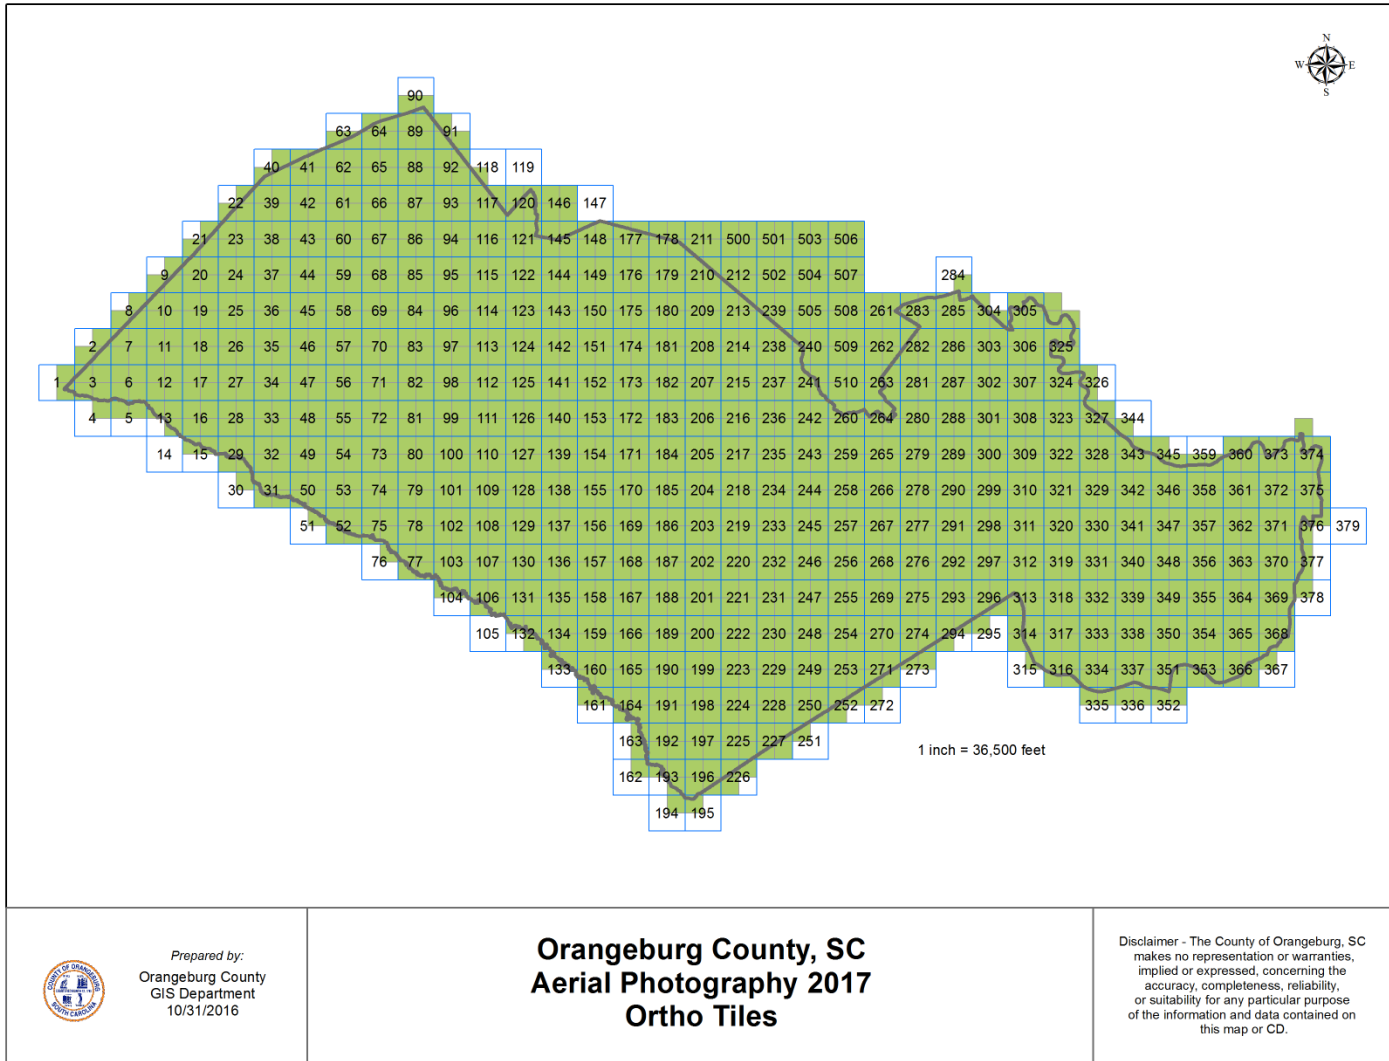 N
W E
S
90
63 64 89 91
40 41 62 65 88 92 118 119
22 39 42 61 66 87 93 117 120 146 147
21 23 38 43 60 67 86 94 116 121 145 148 177 178 211 500 501 503 506
9 20 24 37 44 59 68 85 95 115 122 144 149 176 179 210 212 502 504 507 284
8 10 19 25 36 45 58 69 84 96 114 123 143 150 175 180 209 213 239 505 508 261 283 285 304 305
2 7 11 18 26 35 46 57 70 83 97 113 124 142 151 174 181 208 214 238 240 509 262 282 286 303 306 325
1 3 6 12 17 27 34 47 56 71 82 98 112 125 141 152 173 182 207 215 237 241 510 263 281 287 302 307 324 326
4 5 13 16 28 33 48 55 72 81 99 111 126 140 153 172 183 206 216 236 242 260 264 280 288 301 308 323 327 344
14 15 29 32 49 54 73 80 100 110 127 139 154 171 184 205 217 235 243 259 265 279 289 300 309 322 328 343 345 359 360 373 374
30 31 50 53 74 79 101 109 128 138 155 170 185 204 218 234 244 258 266 278 290 299 310 321 329 342 346 358 361 372 375
51 52 75 78 102 108 129 137 156 169 186 203 219 233 245 257 267 277 291 298 311 320 330 341 347 357 362 371 376 379
76 77 103 107 130 136 157 168 187 202 220 232 246 256 268 276 292 297 312 319 331 340 348 356 363 370 377
104 106 131 135 158 167 188 201 221 231 247 255 269 275 293 296 313 318 332 339 349 355 364 369 378
105 132 134 159 166 189 200 222 230 248 254 270 274 294 295 314 317 333 338 350 354 365 368
133 160 165 190 199 223 229 249 253 271 273 315 316 334 337 351 353 366 367
161 164 191 198 224 228 250 252 272 335 336 352
163 192 197 225 227 251
162 193 196 226
194 195
1 inch = 36,500 feet
COUNTY OF ORANGEBURG
SOUTH CAROLINA
Prepared by:
Orangeburg County
GIS Department
10/31/2016
Orangeburg County, SC
Aerial Photography 2017
Ortho Tiles
Disclaimer - The County of Orangeburg, SC
makes no representation or warranties,
implied or expressed, concerning the
accuracy, completeness, reliability,
or suitability for any particular purpose
of the information and data contained on
this map or CD.